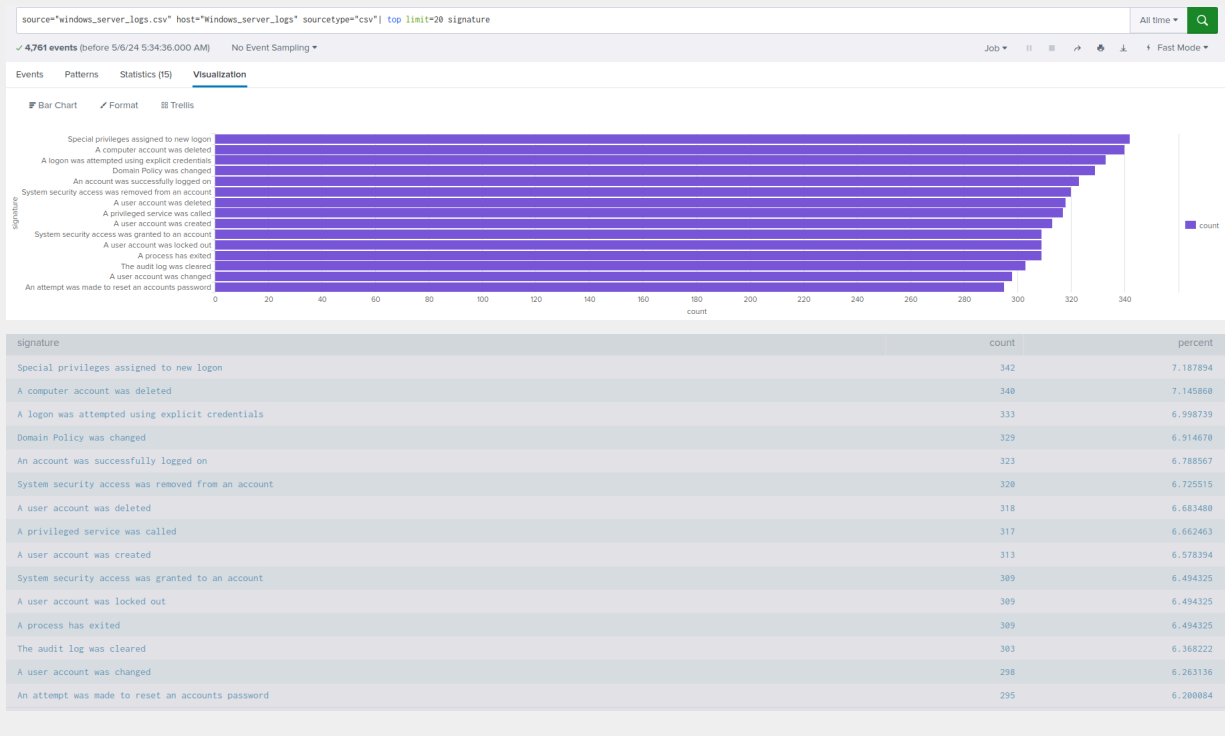 source="windows_server_logs.csv" host="Windows_server_logs" sourcetype="csv"| top limit=20 signature
All time
4,761 events (before 5/6/24 5:34:36.000 AM) No Event Sampling
Job Fast Mode
Events Patterns Statistics (15) Visualization
Bar Chart Format Trellis
signature
Special privileges assigned to new logon
A computer account was deleted
A logon was attempted using explicit credentials
Domain Policy was changed
An account was successfully logged on
System security access was removed from an account
A user account was deleted
A privileged service was called
A user account was created
System security access was granted to an account
A user account was locked out
A process has exited
The audit log was cleared
A user account was changed
An attempt was made to reset an accounts password
0 20 40 60 80 100 120 140 160 180 200 220 240 260 280 300 320 340
count
count
signature count percent
Special privileges assigned to new logon 342 7.187894
A computer account was deleted 340 7.145860
A logon was attempted using explicit credentials 333 6.998739
Domain Policy was changed 329 6.914670
An account was successfully logged on 323 6.788567
System security access was removed from an account 320 6.725515
A user account was deleted 318 6.683480
A privileged service was called 317 6.662463
A user account was created 313 6.578394
System security access was granted to an account 309 6.494325
A user account was locked out 309 6.494325
A process has exited 309 6.494325
The audit log was cleared 303 6.368222
A user account was changed 298 6.263136
An attempt was made to reset an accounts password 295 6.200084